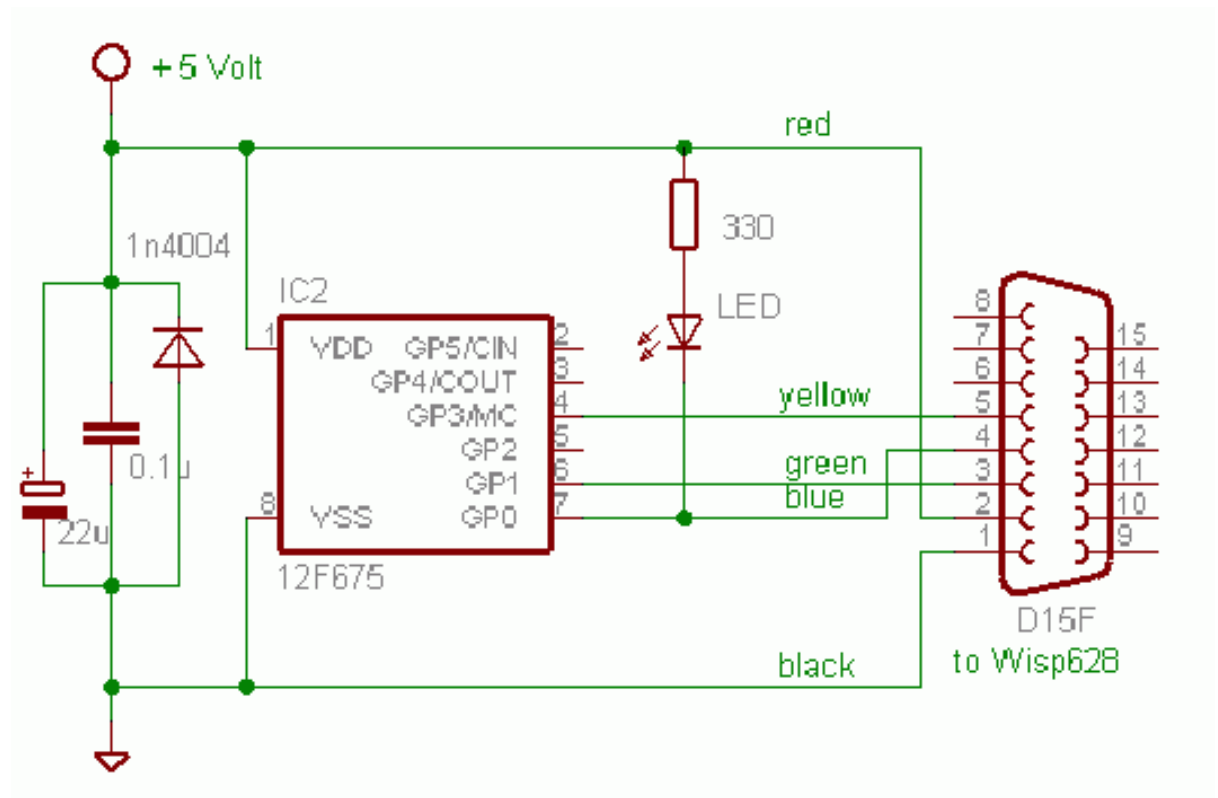 +5 Volt
red
1n4004
330
IC2
LED
1 VDD GP5/CIN 2
GP4/COUT 3
GP3/MC 4
GP2 5
GP1 6
8 VSS GP0 7
+
0.1u
22u
12F675
yellow
green
blue
black
8
7
6
5
4
3
2
1
15
14
13
12
11
10
9
D15F
to Wisp628